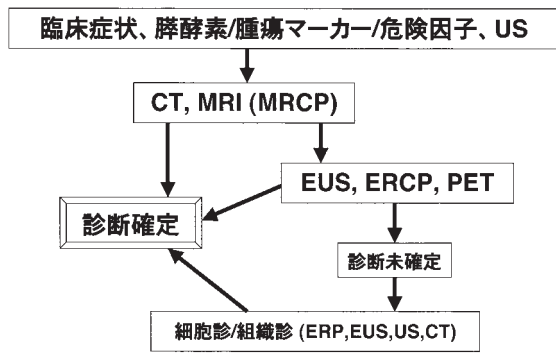 臨床症状、膵酵素/腫瘍マーカー/危険因子、US
CT, MRI (MRCP)
EUS, ERCP, PET
診断確定
診断未確定
細胞診/組織診 (ERP,EUS,US,CT)